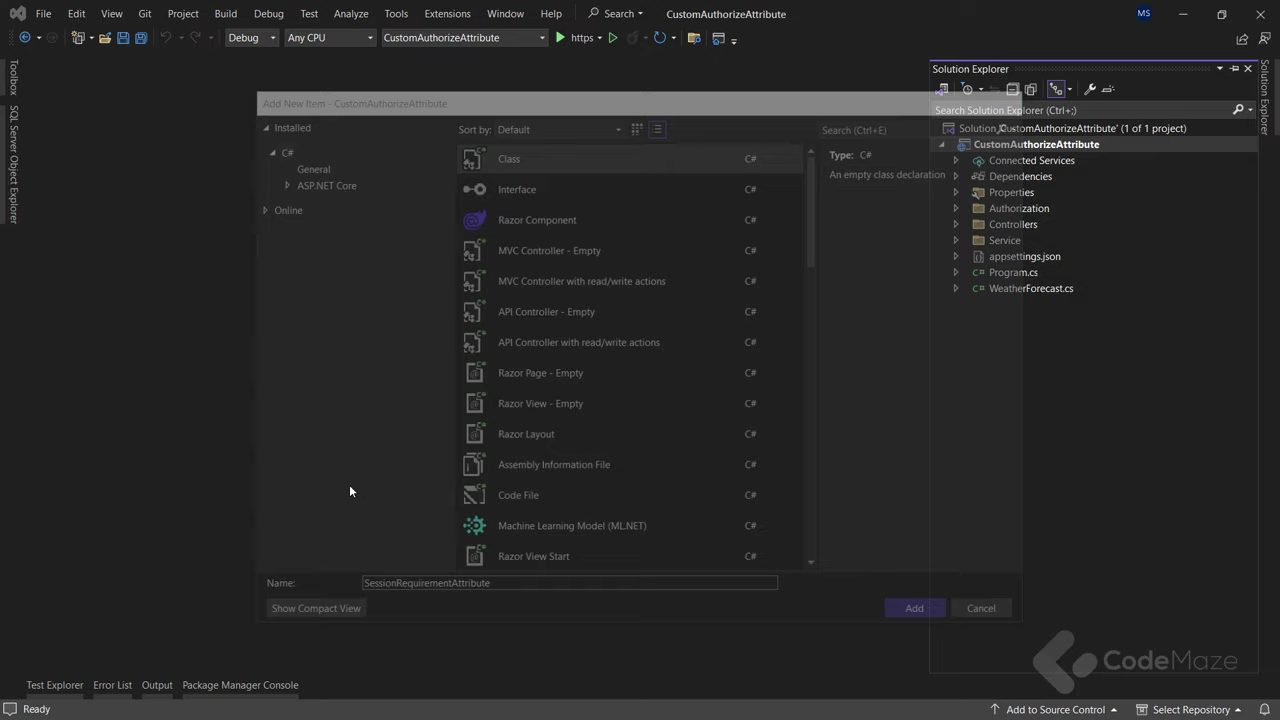 File Edit View Git Project Build Debug Test Analyze Tools Extensions Window Help Search CustomAuthorizeAttribute MS
Debug Any CPU CustomAuthorizeAttribute https
Toolbox
SQL Server Object Explorer
Add New Item - CustomAuthorizeAttribute
Installed
C#
General
ASP.NET Core
Online
Sort by: Default
Class C#
Interface C#
Razor Component C#
MVC Controller - Empty C#
MVC Controller with read/write actions C#
API Controller - Empty C#
API Controller with read/write actions C#
Razor Page - Empty C#
Razor View - Empty C#
Razor Layout C#
Assembly Information File C#
Code File C#
Machine Learning Model (ML.NET) C#
Razor View Start C#
Search (Ctrl+E)
Type: C#
An empty class declaration
Name: SessionRequirementAttribute
Show Compact View Add Cancel
Solution Explorer
Search Solution Explorer (Ctrl+;)
Solution 'CustomAuthorizeAttribute' (1 of 1 project)
CustomAuthorizeAttribute
Connected Services
Dependencies
Properties
Authorization
Controllers
Service
appsettings.json
Program.cs
WeatherForecast.cs
Solution Explorer
Properties
CodeMaze
Test Explorer Error List Output Package Manager Console
Ready Add to Source Control Select Repository